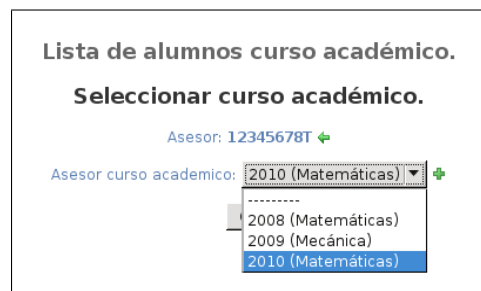 Lista de alumnos curso académico.
Seleccionar curso académico.
Asesor: 12345678T
Asesor curso academico: 2010 (Matemáticas)
---------
2008 (Matemáticas)
2009 (Mecánica)
2010 (Matemáticas)